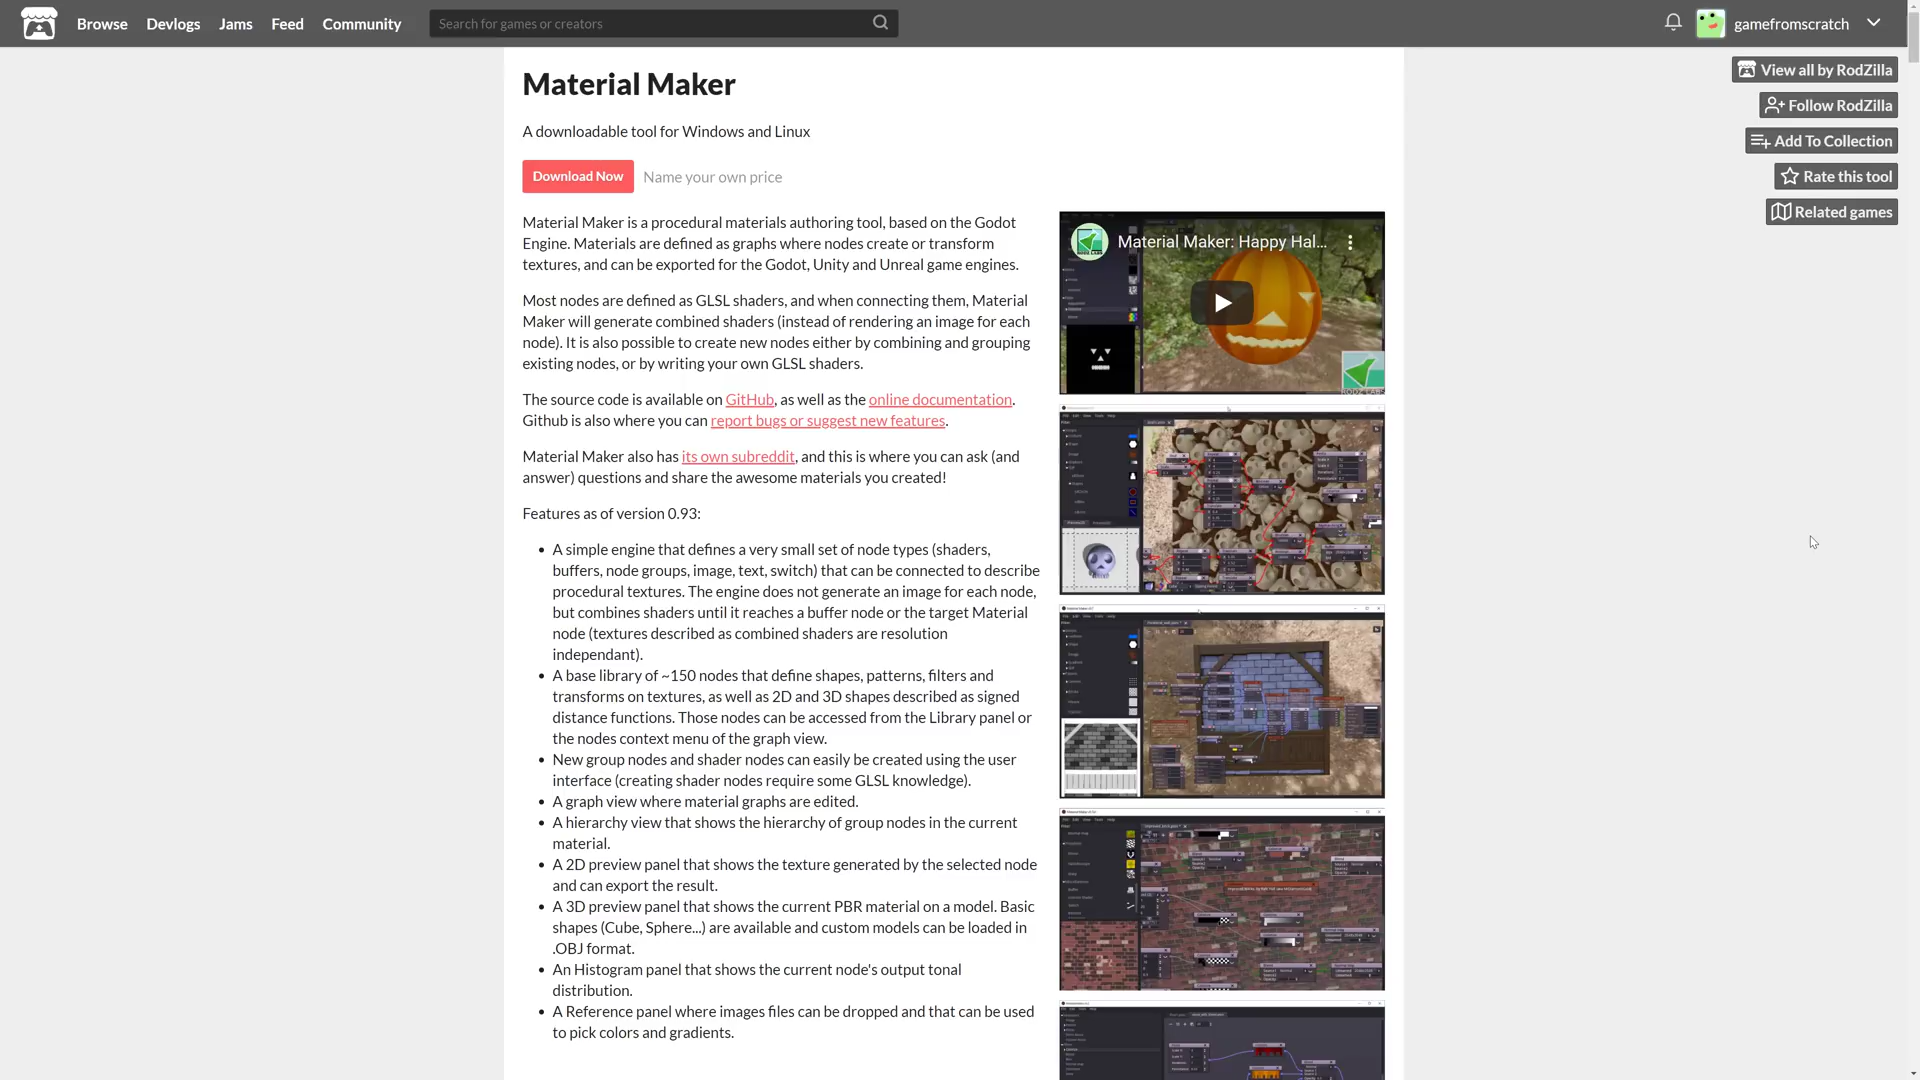 Browse Devlogs Jams Feed Community Search for games or creators gamefromscratch
View all by RodZilla
Follow RodZilla
Add To Collection
Rate this tool
Related games
Material Maker
A downloadable tool for Windows and Linux
Download Now Name your own price
Material Maker is a procedural materials authoring tool, based on the Godot
Engine. Materials are defined as graphs where nodes create or transform
textures, and can be exported for the Godot, Unity and Unreal game engines.
Most nodes are defined as GLSL shaders, and when connecting them, Material
Maker will generate combined shaders (instead of rendering an image for each
node). It is also possible to create new nodes either by combining and grouping
existing nodes, or by writing your own GLSL shaders.
The source code is available on GitHub, as well as the online documentation.
Github is also where you can report bugs or suggest new features.
Material Maker also has its own subreddit, and this is where you can ask (and
answer) questions and share the awesome materials you created!
Features as of version 0.93:
• A simple engine that defines a very small set of node types (shaders,
buffers, node groups, image, text, switch) that can be connected to describe
procedural textures. The engine does not generate an image for each node,
but combines shaders until it reaches a buffer node or the target Material
node (textures described as combined shaders are resolution
independant).
• A base library of ~150 nodes that define shapes, patterns, filters and
transforms on textures, as well as 2D and 3D shapes described as signed
distance functions. Those nodes can be accessed from the Library panel or
the nodes context menu of the graph view.
• New group nodes and shader nodes can easily be created using the user
interface (creating shader nodes require some GLSL knowledge).
• A graph view where material graphs are edited.
• A hierarchy view that shows the hierarchy of group nodes in the current
material.
• A 2D preview panel that shows the texture generated by the selected node
and can export the result.
• A 3D preview panel that shows the current PBR material on a model. Basic
shapes (Cube, Sphere...) are available and custom models can be loaded in
.OBJ format.
• An Histogram panel that shows the current node's output tonal
distribution.
• A Reference panel where images files can be dropped and that can be used
to pick colors and gradients.
Material Maker: Happy Hal...
RODZ LABS